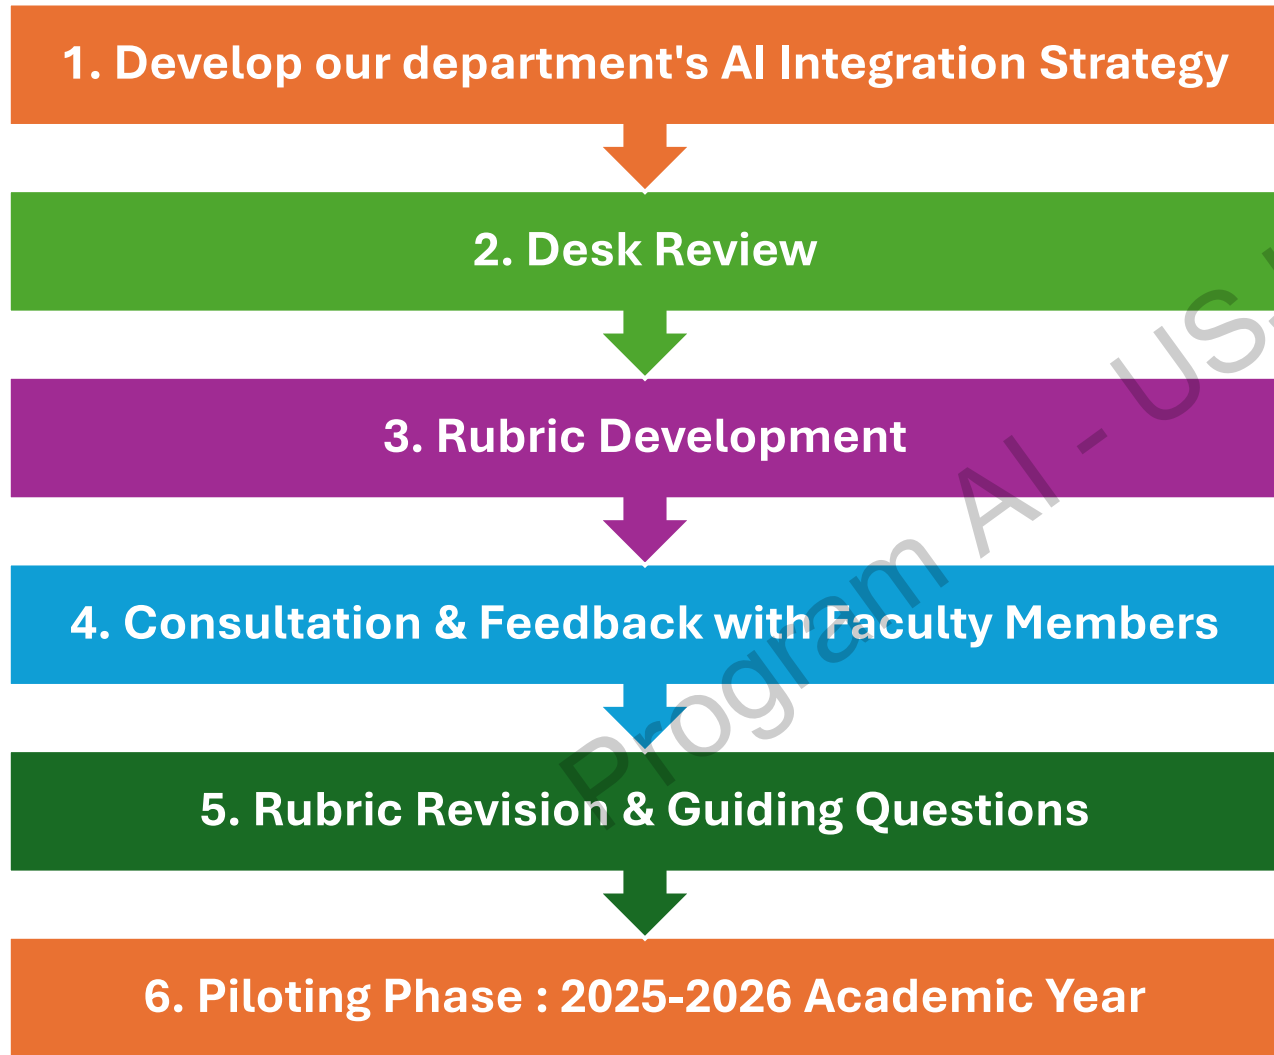 1. Develop our department's AI Integration Strategy
2. Desk Review
3. Rubric Development
4. Consultation & Feedback with Faculty Members
5. Rubric Revision & Guiding Questions
6. Piloting Phase : 2025-2026 Academic Year
Program AI - USJ